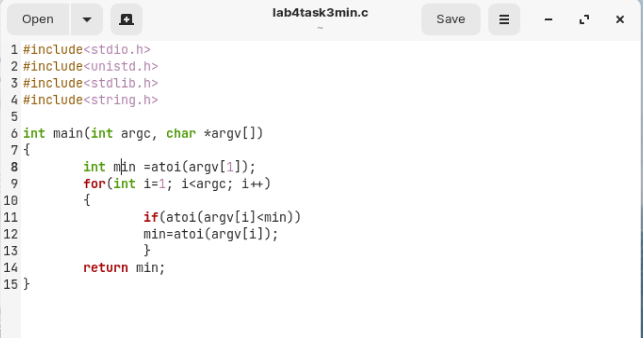 Open lab4task3min.c Save
~
1 #include<stdio.h>
2 #include<unistd.h>
3 #include<stdlib.h>
4 #include<string.h>
5
6 int main(int argc, char *argv[])
7 {
8 int min =atoi(argv[1]);
9 for(int i=1; i<argc; i++)
10 {
11 if(atoi(argv[i]<min))
12 min=atoi(argv[i]);
13 }
14 return min;
15 }